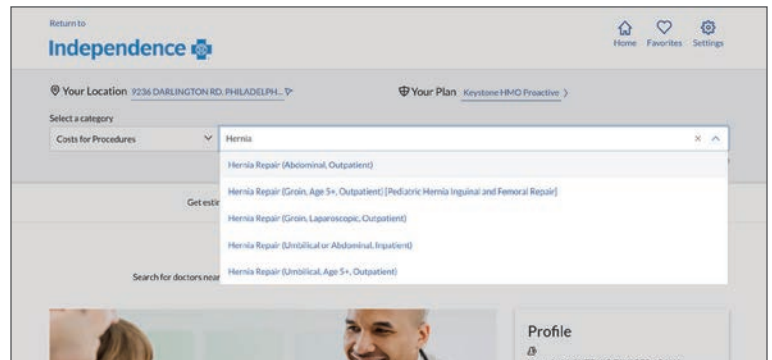 Return to
Independence
Home Favorites Settings
Your Location 9236 DARLINGTON RD. PHILADELPH...
Your Plan Keystone HMO Proactive
Select a category
Costs for Procedures
Hernia
Hernia Repair (Abdominal, Outpatient)
Hernia Repair (Groin, Age 5+, Outpatient) [Pediatric Hernia Inguinal and Femoral Repair]
Get esti
Hernia Repair (Groin, Laparoscopic, Outpatient)
Hernia Repair (Umbilical or Abdominal, Inpatient)
Search for doctors near
Hernia Repair (Umbilical, Age 5+, Outpatient)
Profile